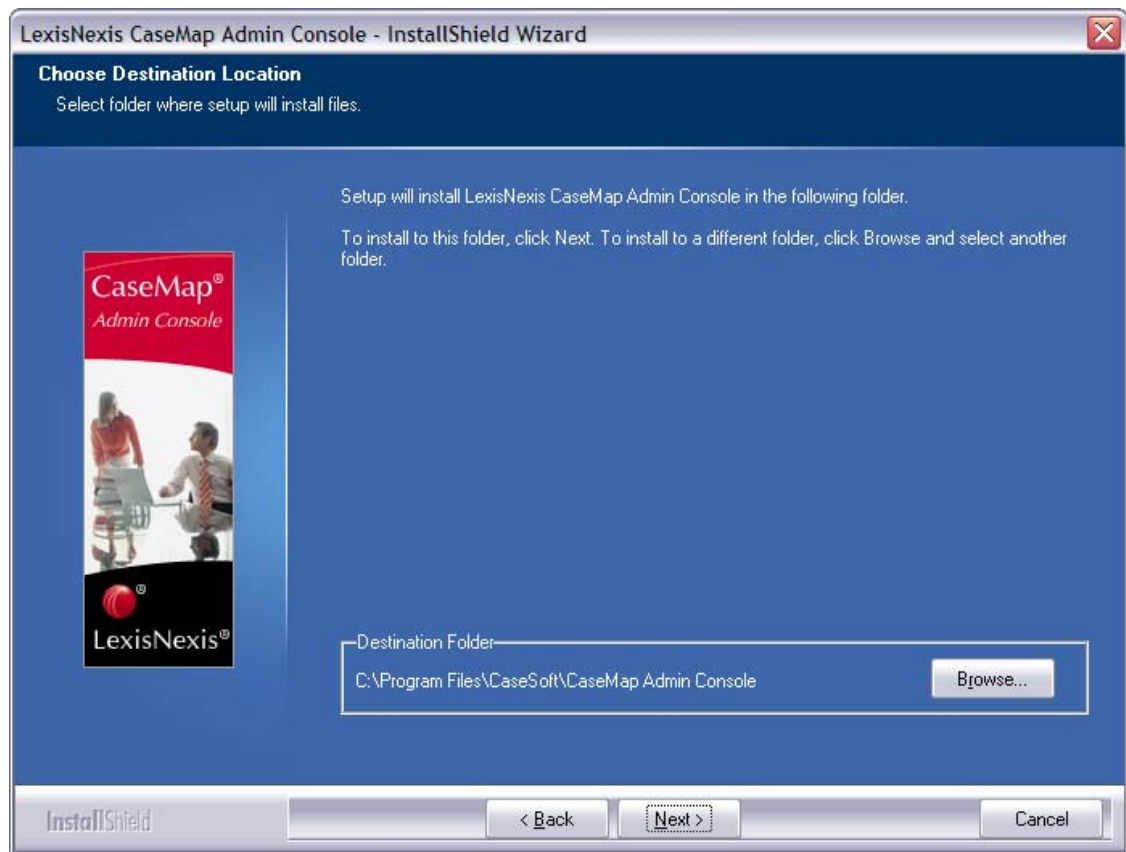 LexisNexis CaseMap Admin Console - InstallShield Wizard
Choose Destination Location
Select folder where setup will install files.
Setup will install LexisNexis CaseMap Admin Console in the following folder.
To install to this folder, click Next. To install to a different folder, click Browse and select another
folder.
CaseMap®
Admin Console
®
LexisNexis®
Destination Folder
C:\Program Files\CaseSoft\CaseMap Admin Console
Browse...
InstallShield
< Back
Next >
Cancel